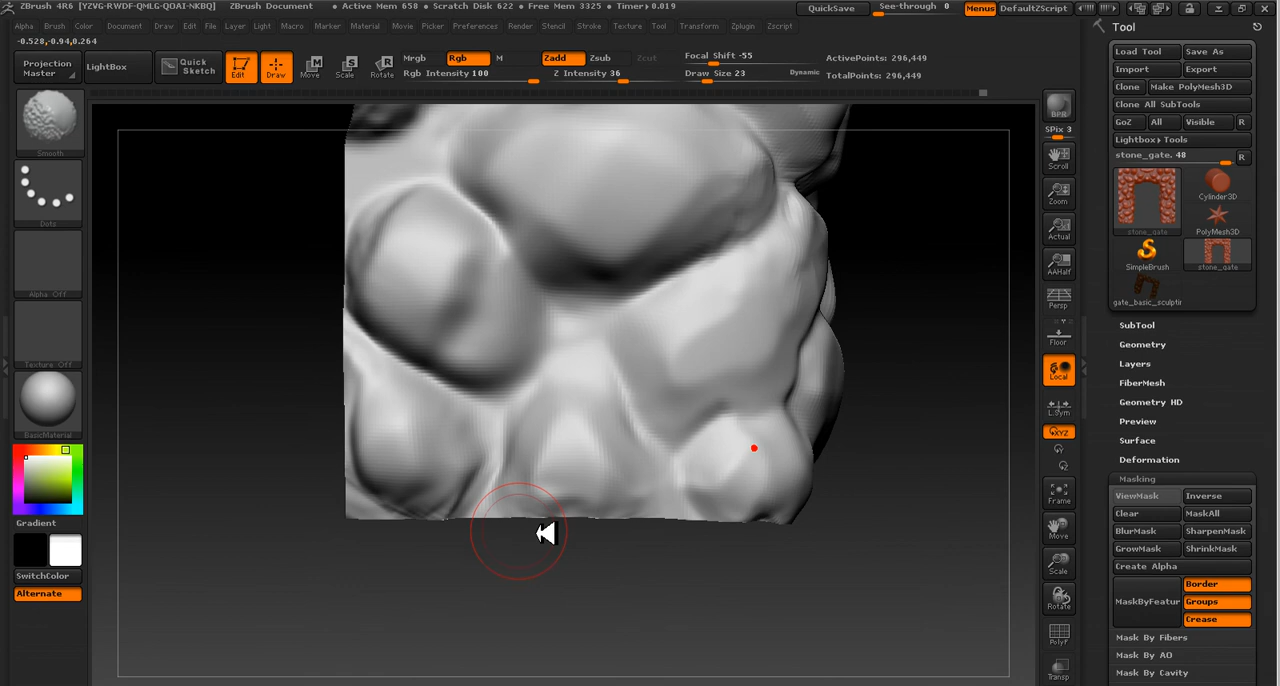 ZBrush 4R6 [YZVG-RWDF-QMLG-QOAI-NKBQ] ZBrush Document • Active Mem 658 • Scratch Disk 622 • Free Mem 3325 • Timer▸0.019 QuickSave See-through 0 Menus DefaultZScript
Alpha Brush Color Document Draw Edit File Layer Light Macro Marker Material Movie Picker Preferences Render Stencil Stroke Texture Tool Transform Zplugin Zscript
-0.528,-0.94,0.264
Projection Master
LightBox
Quick Sketch
Edit
Draw
Move
Scale
Rotate
Mrgb Rgb M
Rgb Intensity 100
Zadd Zsub Zcut
Z Intensity 36
Focal Shift -55
Draw Size 23 Dynamic
ActivePoints: 296,449
TotalPoints: 296,449
Smooth
Dots
Alpha Off
Texture Off
BasicMaterial
Gradient
SwitchColor
Alternate
BPR
SPix 3
Scroll
Zoom
Actual
AAHalf
Persp
Floor
Local
L.Sym
XYZ
Frame
Move
Scale
Rotate
PolyF
Transp
Tool
Load Tool Save As
Import Export
Clone Make PolyMesh3D
Clone All SubTools
GoZ All Visible R
Lightbox▸Tools
stone_gate. 48 R
stone_gate
Cylinder3D
PolyMesh3D
SimpleBrush
stone_gate
gate_basic_sculptir
SubTool
Geometry
Layers
FiberMesh
Geometry HD
Preview
Surface
Deformation
Masking
ViewMask Inverse
Clear MaskAll
BlurMask SharpenMask
GrowMask ShrinkMask
Create Alpha
MaskByFeatur
Border
Groups
Crease
Mask By Fibers
Mask By AO
Mask By Cavity